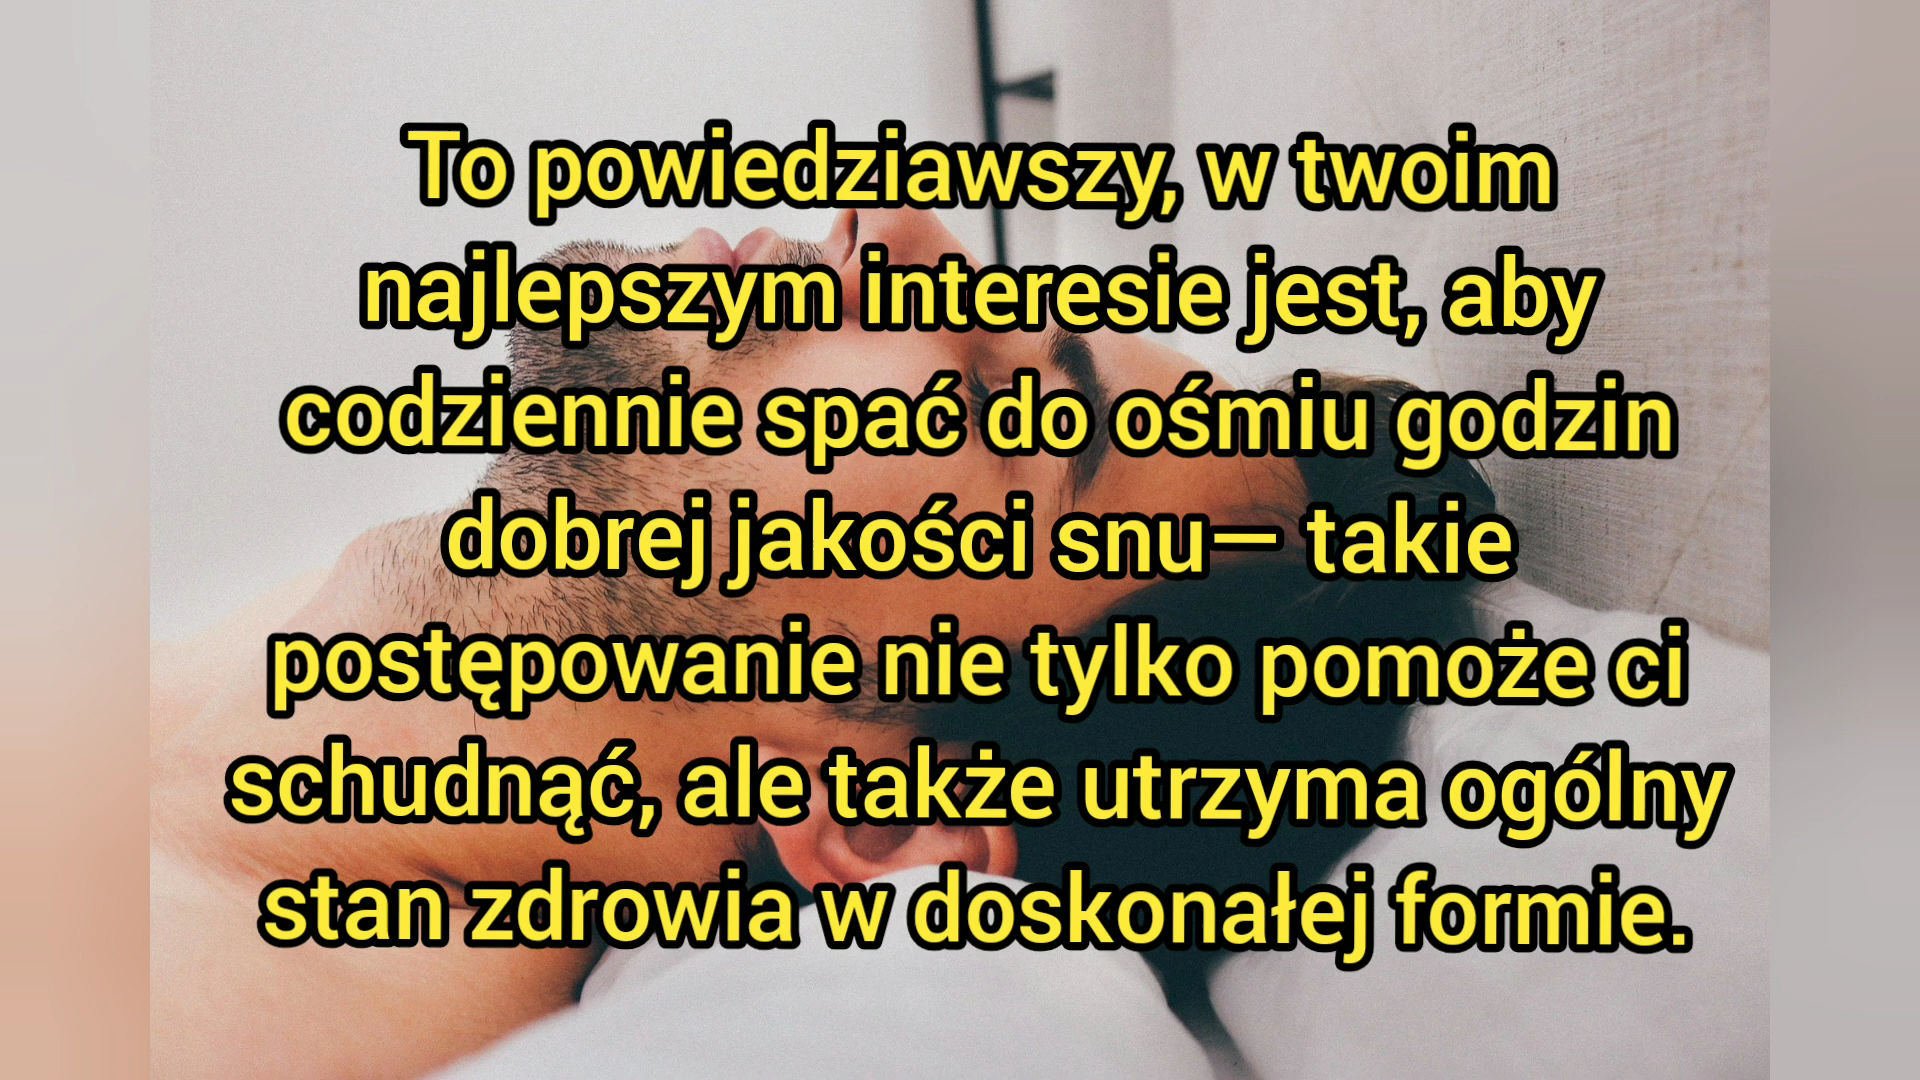 To powiedziawszy, w twoim
najlepszym interesie jest, aby
codziennie spać do ośmiu godzin
dobrej jakości snu— takie
postępowanie nie tylko pomoże ci
schudnąć, ale także utrzyma ogólny
stan zdrowia w doskonałej formie.